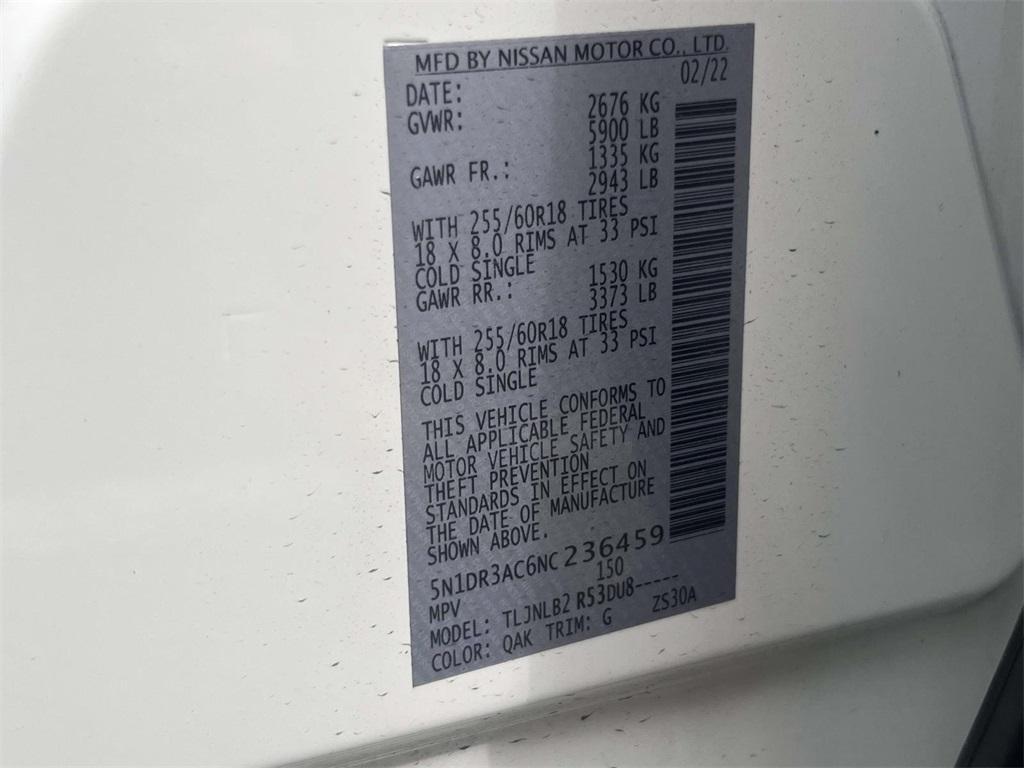 MFD BY NISSAN MOTOR CO., LTD.
DATE: 02/22
GVWR: 2676 KG
5900 LB
GAWR FR.: 1335 KG
2943 LB
WITH 255/60R18 TIRES
18 X 8.0 RIMS AT 33 PSI
COLD SINGLE
GAWR RR.: 1530 KG
3373 LB
WITH 255/60R18 TIRES
18 X 8.0 RIMS AT 33 PSI
COLD SINGLE
THIS VEHICLE CONFORMS TO
ALL APPLICABLE FEDERAL
MOTOR VEHICLE SAFETY AND
THEFT PREVENTION
STANDARDS IN EFFECT ON
THE DATE OF MANUFACTURE
SHOWN ABOVE.
5N1DR3AC6NC236459
MPV 150
MODEL: TLJNLB2 R53DU8-----
COLOR: QAK TRIM: G ZS30A